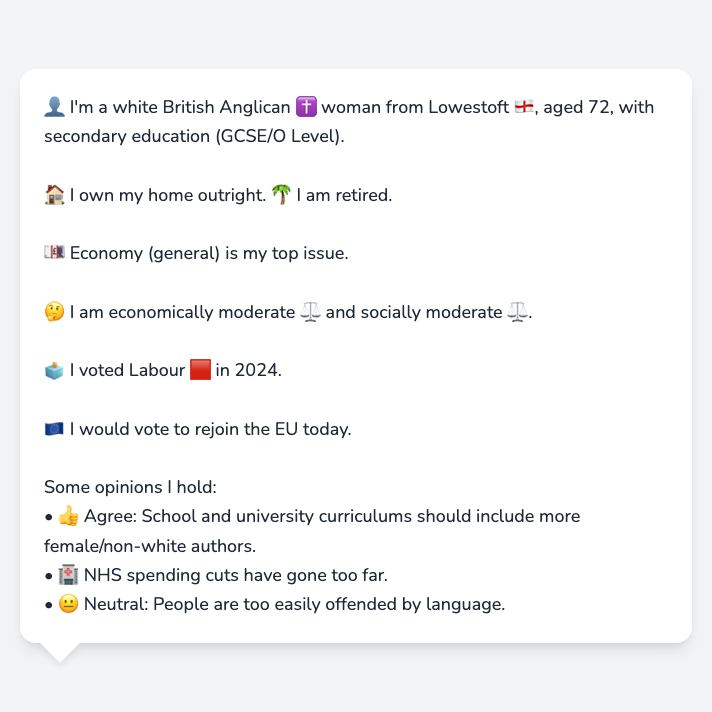 👤 I'm a white British Anglican ✝️ woman from Lowestoft 🏴󠁧󠁢󠁥󠁮󠁧󠁿, aged 72, with
secondary education (GCSE/O Level).
🏠 I own my home outright. 🌴 I am retired.
💷 Economy (general) is my top issue.
🤔 I am economically moderate ⚖️ and socially moderate ⚖️.
🗳️ I voted Labour 🟥 in 2024.
🇪🇺 I would vote to rejoin the EU today.
Some opinions I hold:
• 👍 Agree: School and university curriculums should include more
female/non-white authors.
• 🏥 NHS spending cuts have gone too far.
• 😐 Neutral: People are too easily offended by language.